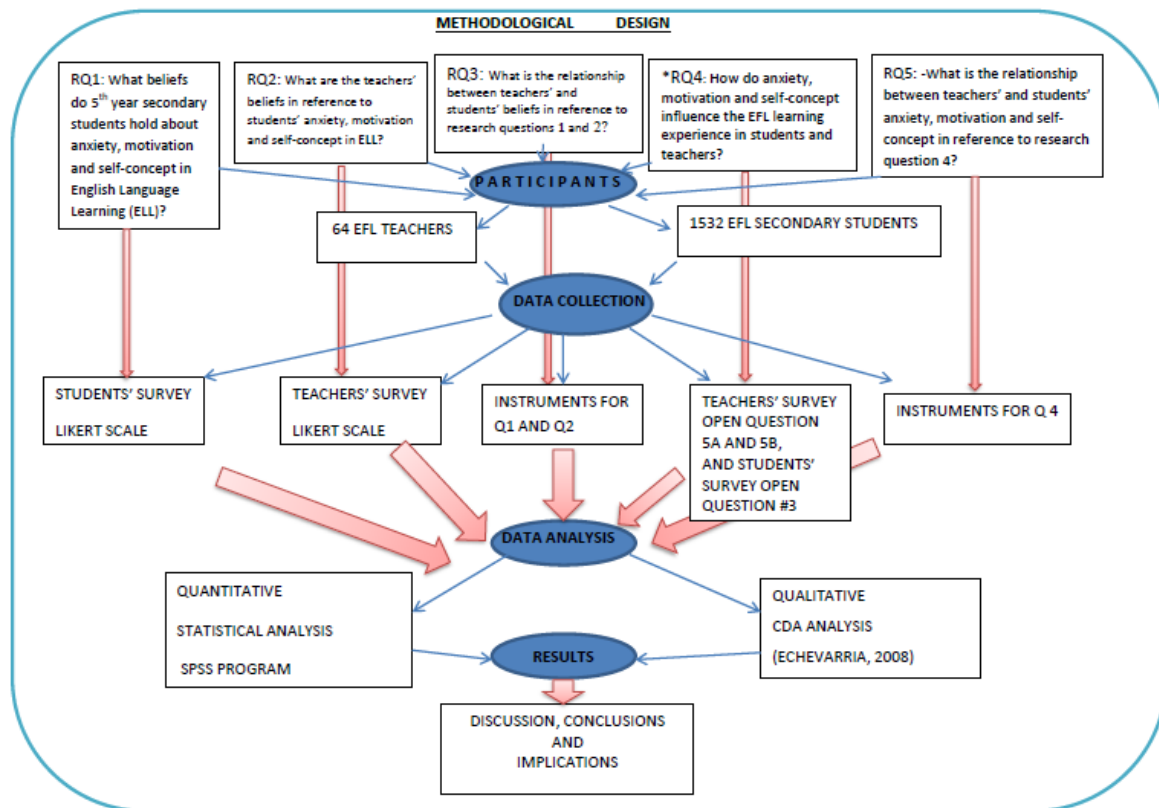 METHODOLOGICAL DESIGN
RQ1: What beliefs
do 5th year secondary
students hold about
anxiety, motivation
and self-concept in
English Language
Learning (ELL)?
RQ2: What are the teachers'
beliefs in reference to
students' anxiety, motivation
and self-concept in ELL?
RQ3: What is the relationship
between teachers' and
students' beliefs in reference to
research questions 1 and 2?
*RQ4: How do anxiety,
motivation and self-concept
influence the EFL learning
experience in students and
teachers?
RQ5: -What is the relationship
between teachers' and students'
anxiety, motivation and self-
concept in reference to research
question 4?
PARTICIPANTS
64 EFL TEACHERS
1532 EFL SECONDARY STUDENTS
DATA COLLECTION
STUDENTS' SURVEY
LIKERT SCALE
TEACHERS' SURVEY
LIKERT SCALE
INSTRUMENTS FOR
Q1 AND Q2
TEACHERS' SURVEY
OPEN QUESTION
5A AND 5B,
AND STUDENTS'
SURVEY OPEN
QUESTION #3
INSTRUMENTS FOR Q 4
DATA ANALYSIS
QUANTITATIVE
STATISTICAL ANALYSIS
SPSS PROGRAM
QUALITATIVE
CDA ANALYSIS
(ECHEVARRIA, 2008)
RESULTS
DISCUSSION, CONCLUSIONS
AND
IMPLICATIONS